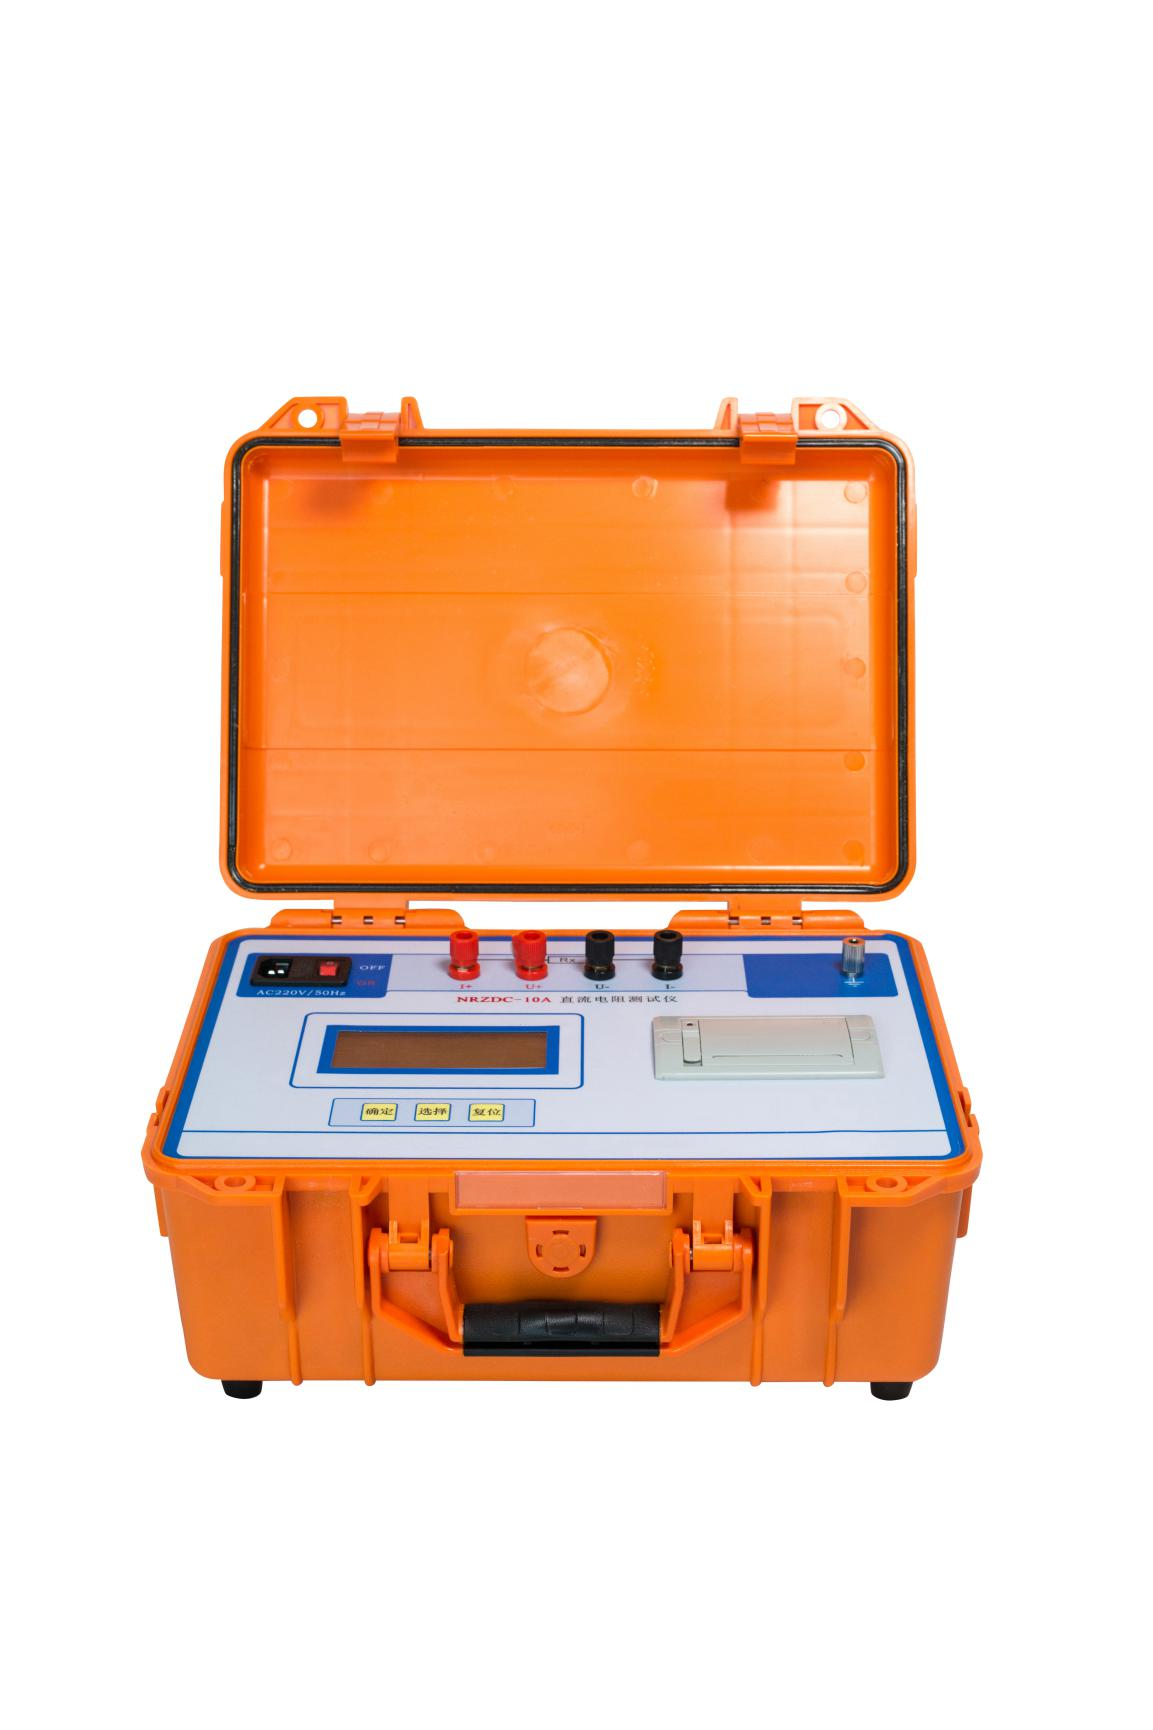 OFF
AC220V/50Hz
Rx
I+ U+ U- I-
NRZDC-10A 直流电阻测试仪
确定 选择 复位